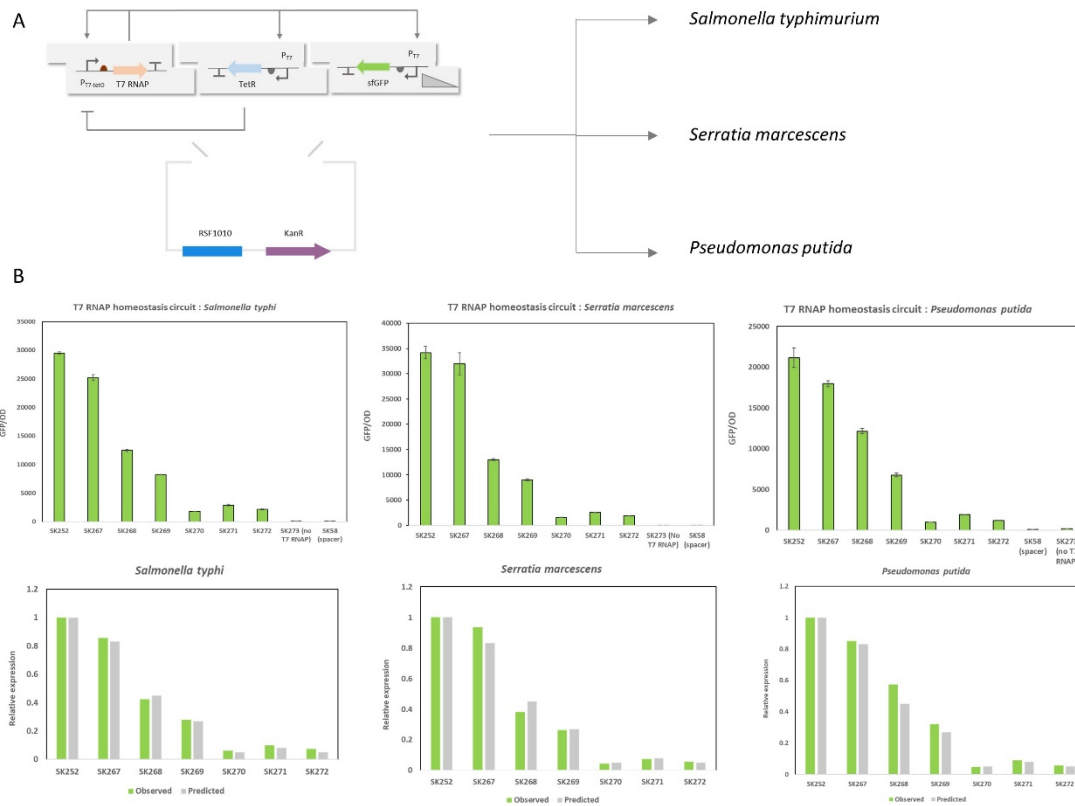 A
P_T7-tetO
T7 RNAP
TetR
P_T7
sfGFP
P_T7
RSF1010
KanR
Salmonella typhimurium
Serratia marcescens
Pseudomonas putida
B
T7 RNAP homeostasis circuit : Salmonella typhi
GFP/OD
35000
30000
25000
20000
15000
10000
5000
0
SK252 SK267 SK268 SK269 SK270 SK271 SK272 SK273 (no T7 RNAP) SK58 (spacer)
T7 RNAP homeostasis circuit : Serratia marcescens
GFP/OD
40000
35000
30000
25000
20000
15000
10000
5000
0
SK252 SK267 SK268 SK269 SK270 SK271 SK272 SK273 (No T7 RNAP) SK58 (spacer)
T7 RNAP homeostasis circuit : Pseudomonas putida
GFP/OD
25000
20000
15000
10000
5000
0
SK252 SK267 SK268 SK269 SK270 SK271 SK272 SK58 (spacer) SK273 (no T7 RNAP)
Salmonella typhi
Relative expression
1.2
1
0.8
0.6
0.4
0.2
0
SK252 SK267 SK268 SK269 SK270 SK271 SK272
Observed Predicted
Serratia marcescens
Relative expression
1.2
1
0.8
0.6
0.4
0.2
0
SK252 SK267 SK268 SK269 SK270 SK271 SK272
Observed Predicted
Pseudomonas putida
Relative expression
1.2
1
0.8
0.6
0.4
0.2
0
SK252 SK267 SK268 SK269 SK270 SK271 SK272
Observed Predicted